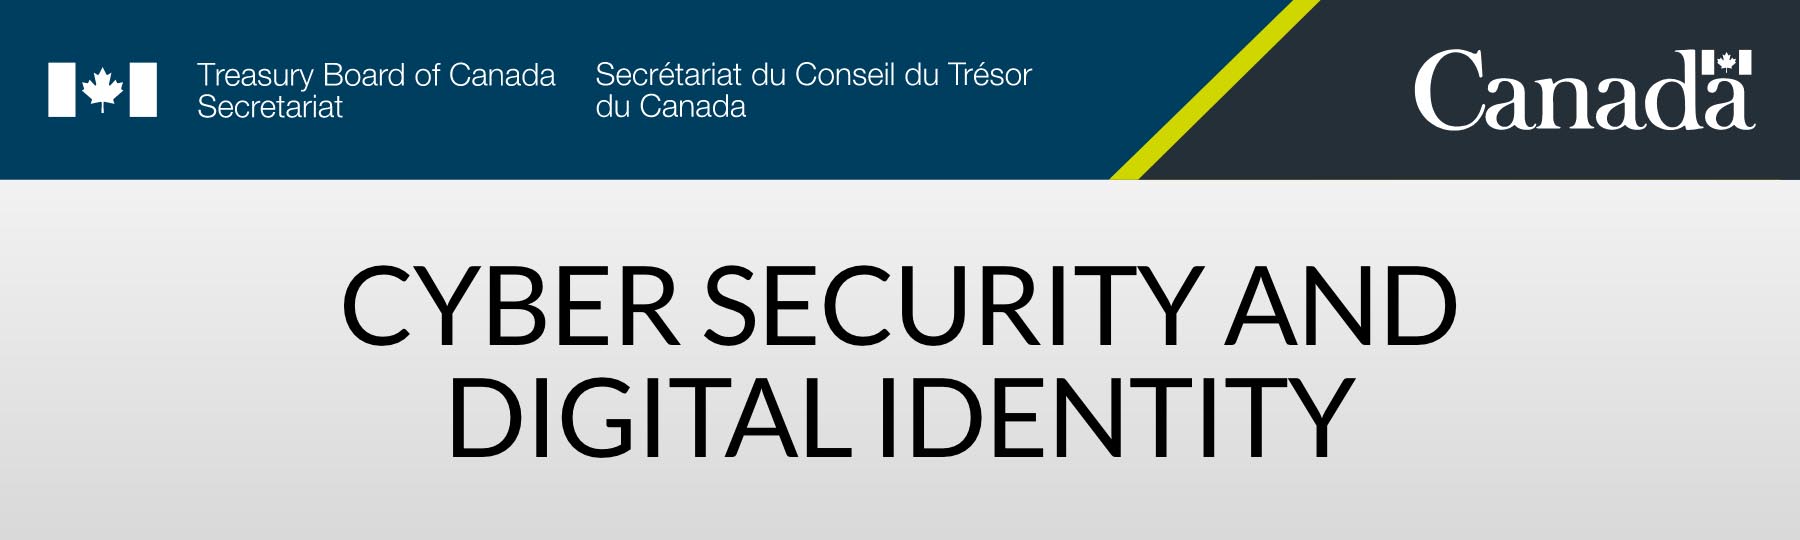 Treasury Board of Canada
Secretariat
Secrétariat du Conseil du Trésor
du Canada
Canada
CYBER SECURITY AND
DIGITAL IDENTITY